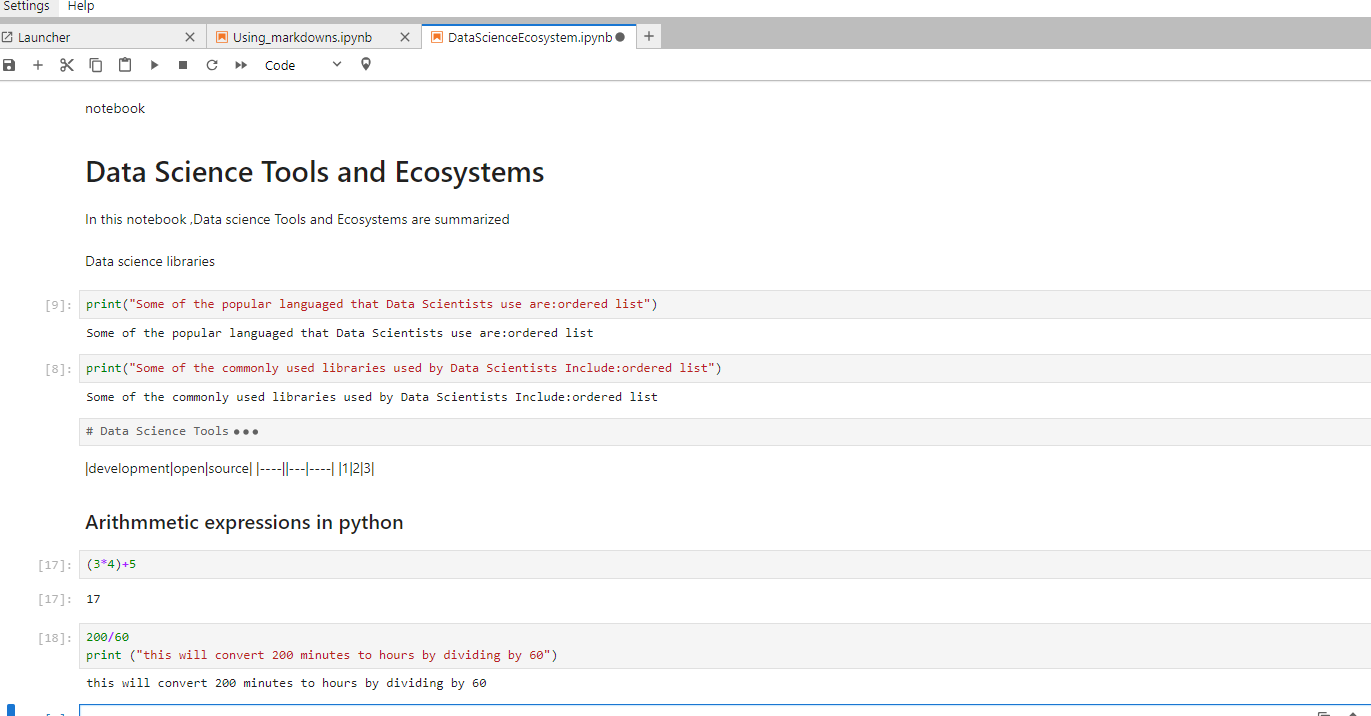 Settings Help
Launcher Using_markdowns.ipynb DataScienceEcosystem.ipynb
Code
notebook
Data Science Tools and Ecosystems
In this notebook ,Data science Tools and Ecosystems are summarized
Data science libraries
[9]: print("Some of the popular languaged that Data Scientists use are:ordered list")
Some of the popular languaged that Data Scientists use are:ordered list
[8]: print("Some of the commonly used libraries used by Data Scientists Include:ordered list")
Some of the commonly used libraries used by Data Scientists Include:ordered list
# Data Science Tools •••
|development|open|source| |----||---|----| |1|2|3|
Arithmmetic expressions in python
[17]: (3*4)+5
[17]: 17
[18]: 200/60
print ("this will convert 200 minutes to hours by dividing by 60")
this will convert 200 minutes to hours by dividing by 60